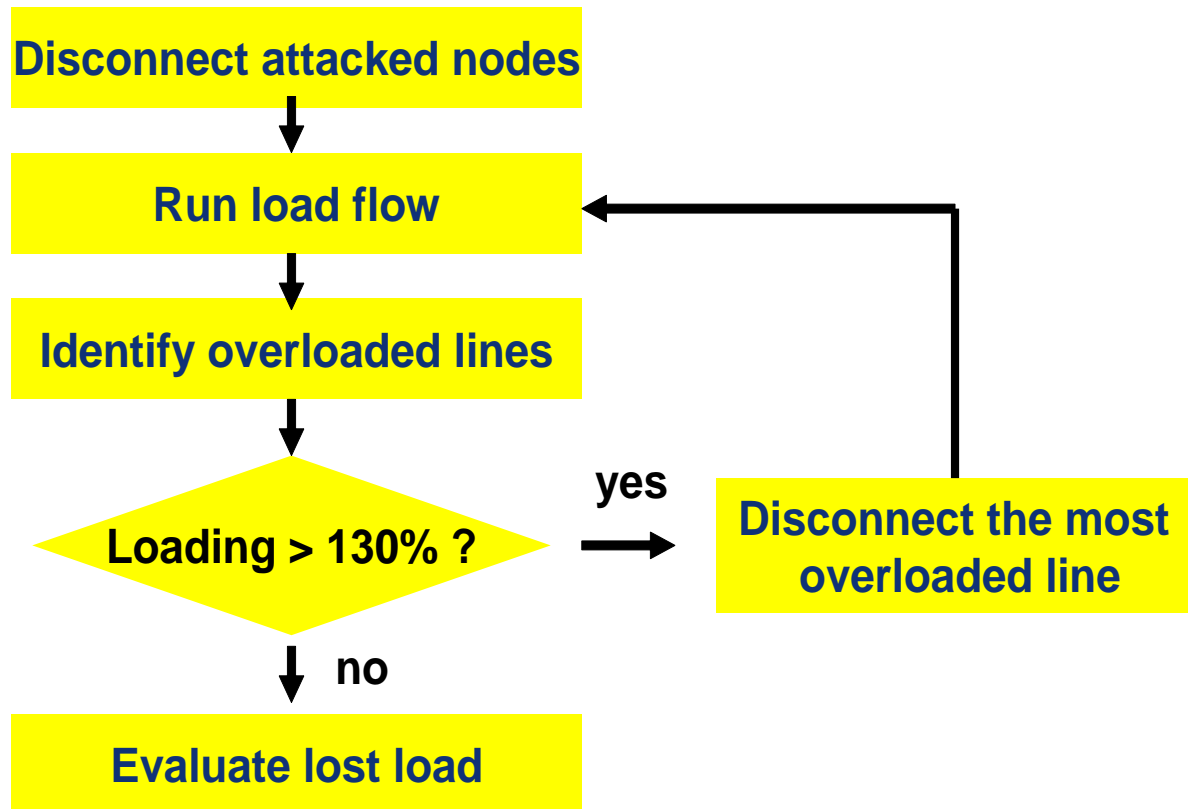 Disconnect attacked nodes
Run load flow
Identify overloaded lines
Loading > 130% ?
yes
Disconnect the most
overloaded line
no
Evaluate lost load